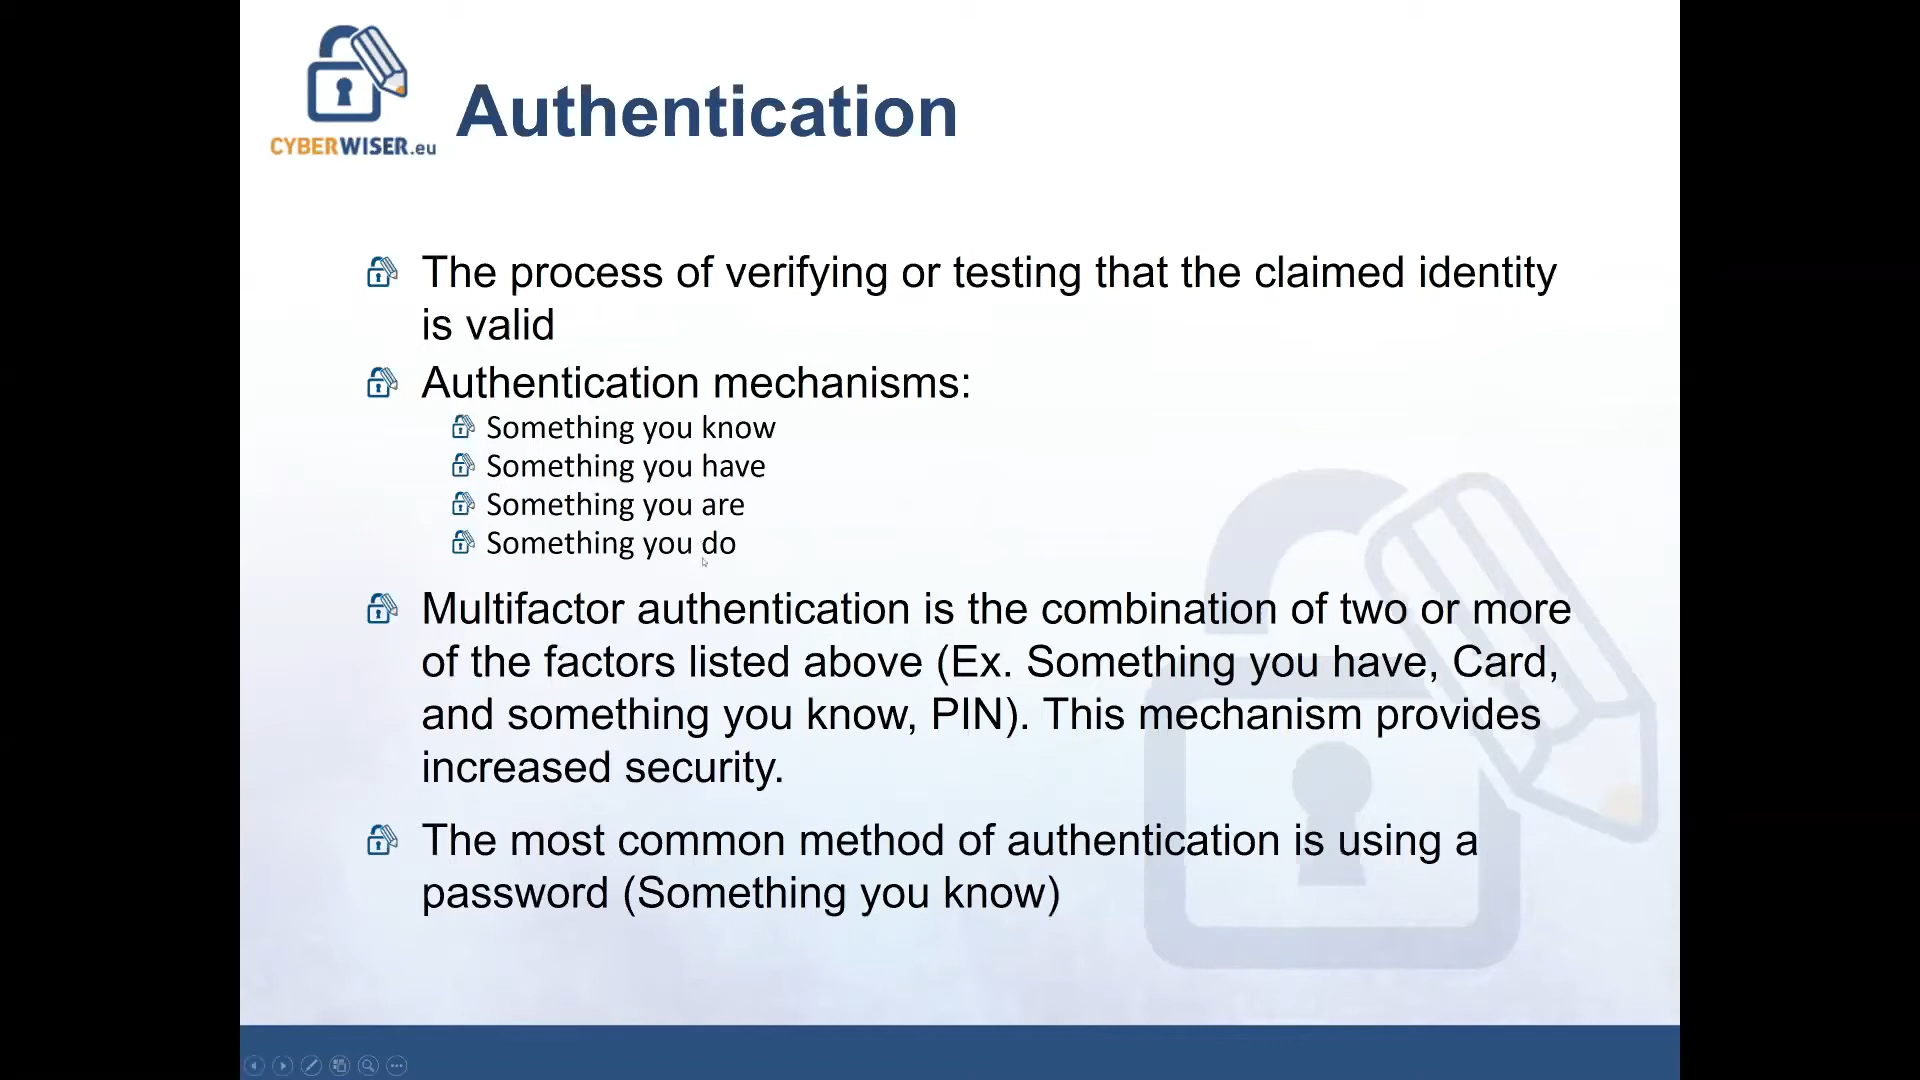 CYBERWISER.eu
Authentication
The process of verifying or testing that the claimed identity
is valid
Authentication mechanisms:
Something you know
Something you have
Something you are
Something you do
Multifactor authentication is the combination of two or more
of the factors listed above (Ex. Something you have, Card,
and something you know, PIN). This mechanism provides
increased security.
The most common method of authentication is using a
password (Something you know)